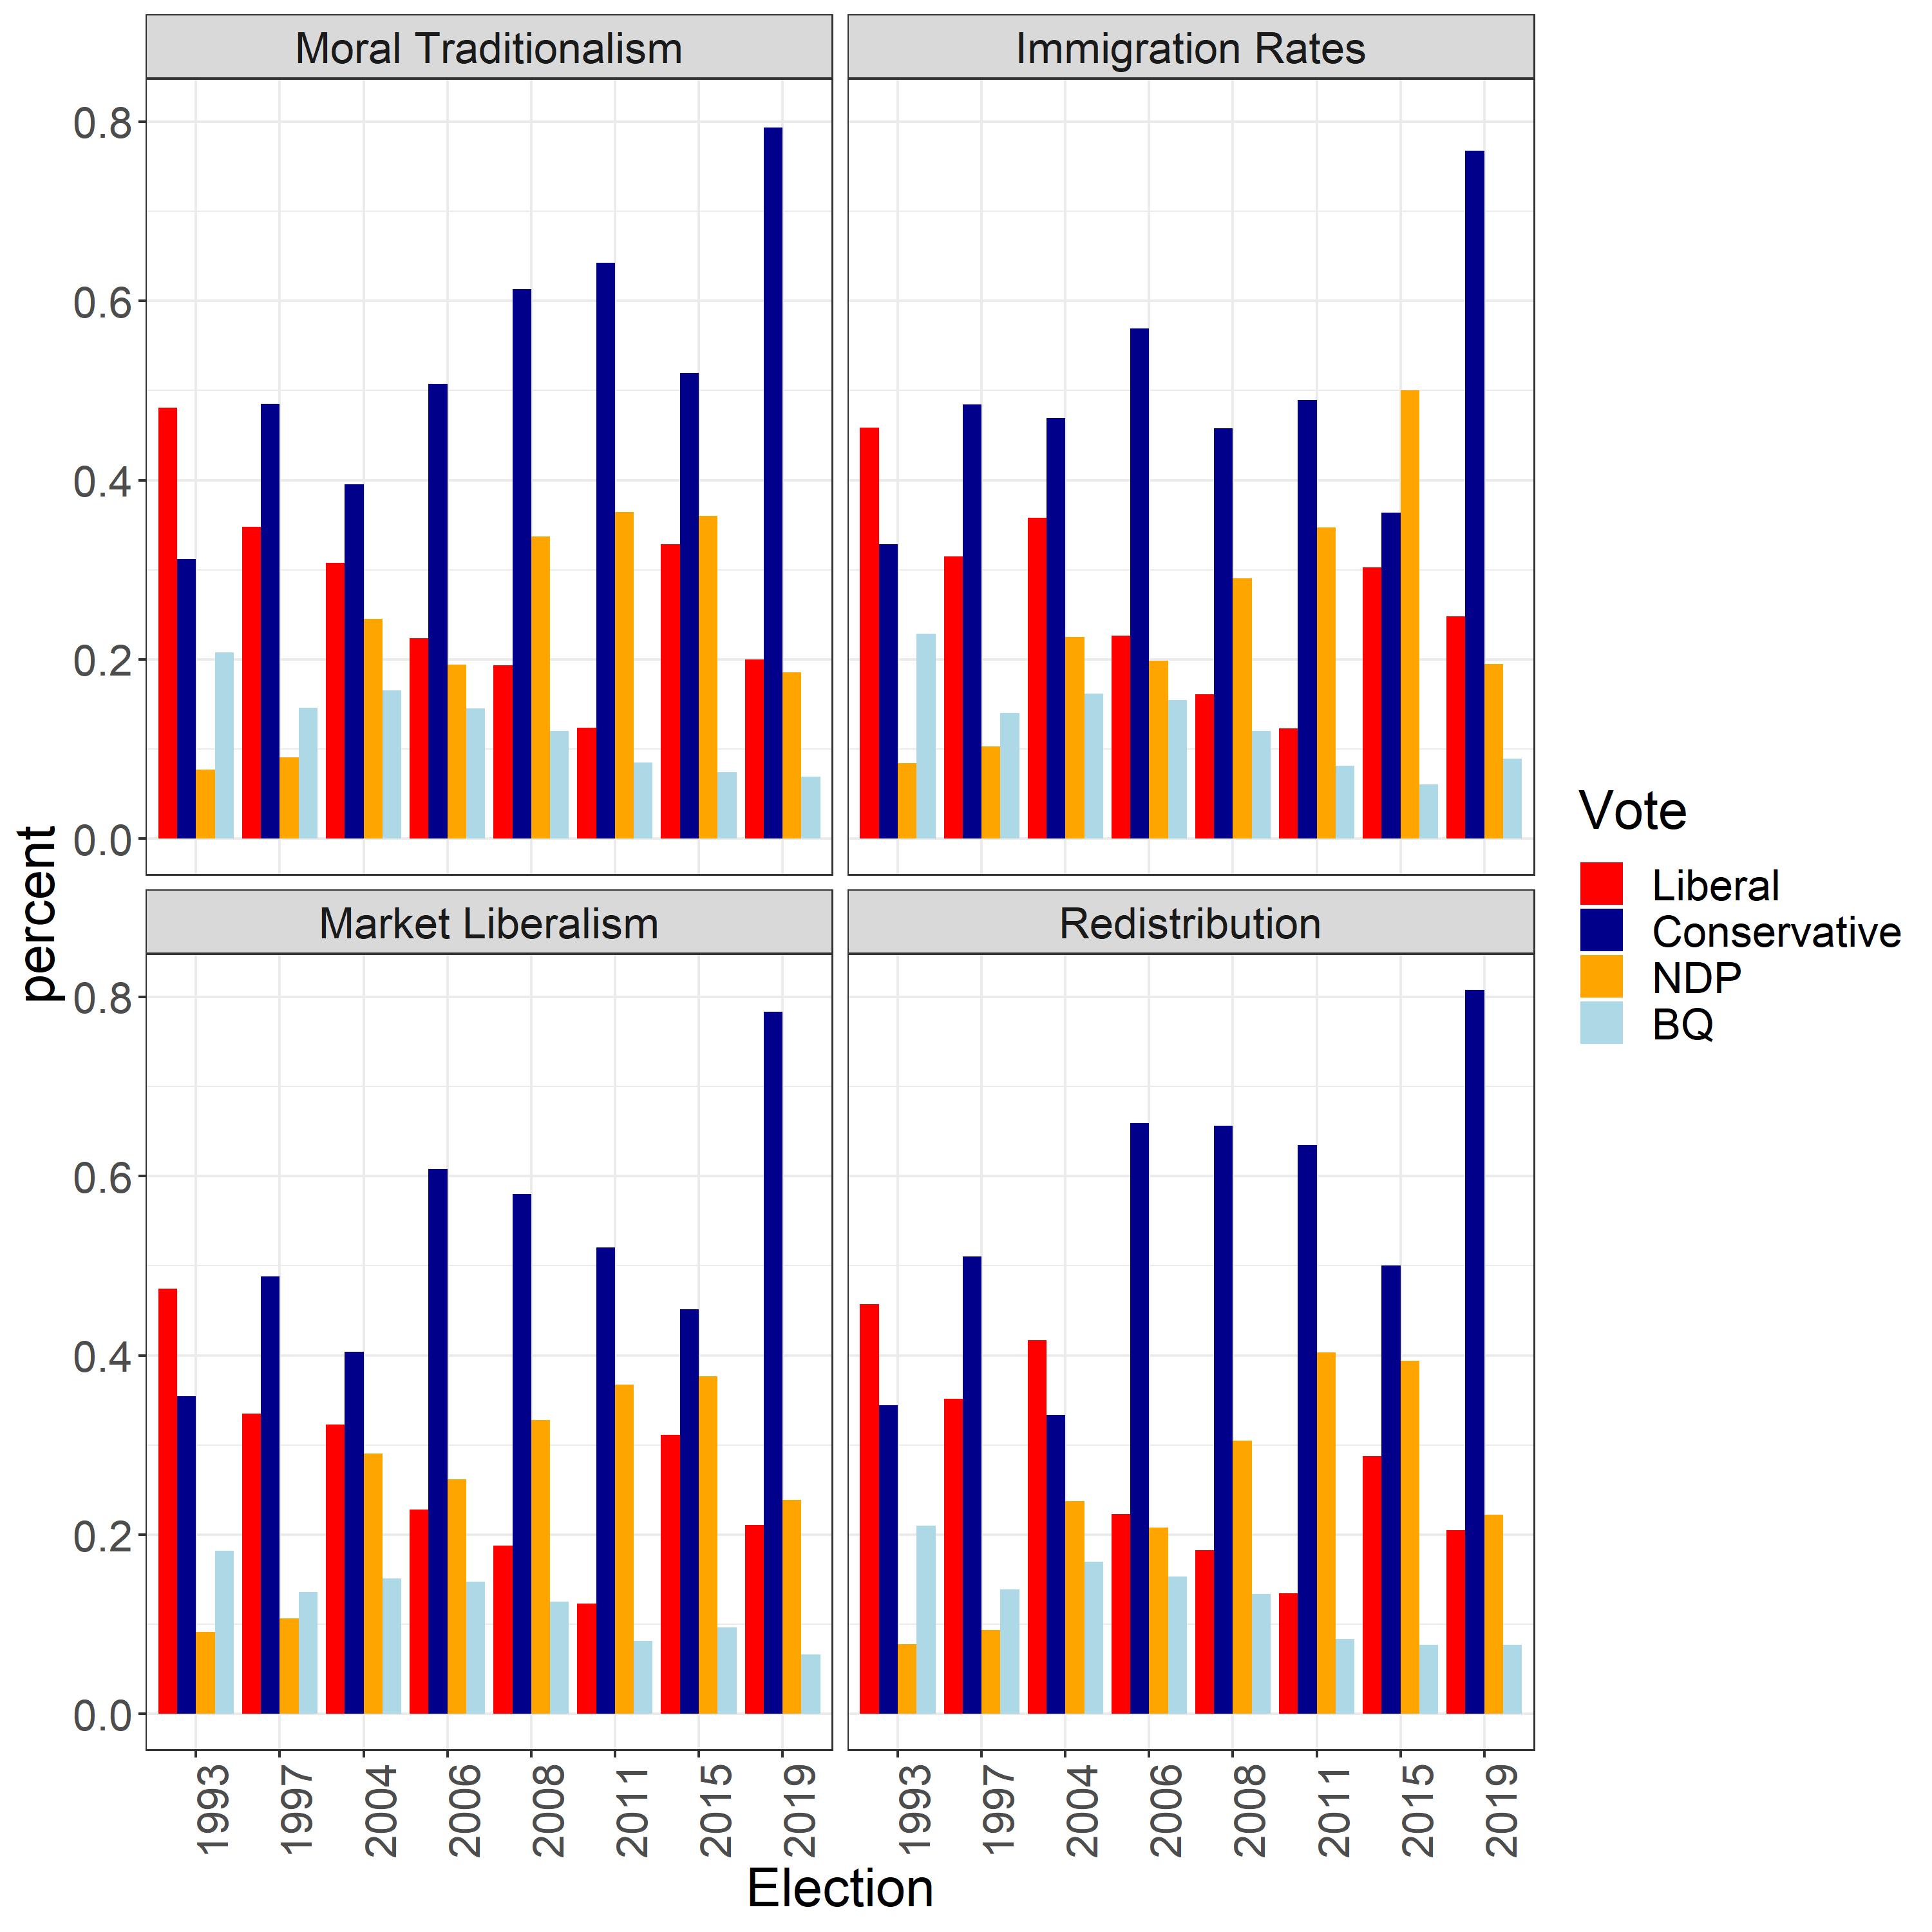 Moral Traditionalism
Immigration Rates
0.8
0.6
0.4
0.2
0.0
Market Liberalism
Redistribution
0.8
0.6
0.4
0.2
0.0
percent
1993
1997
2004
2006
2008
2011
2015
2019
1993
1997
2004
2006
2008
2011
2015
2019
Election
Vote
Liberal
Conservative
NDP
BQ